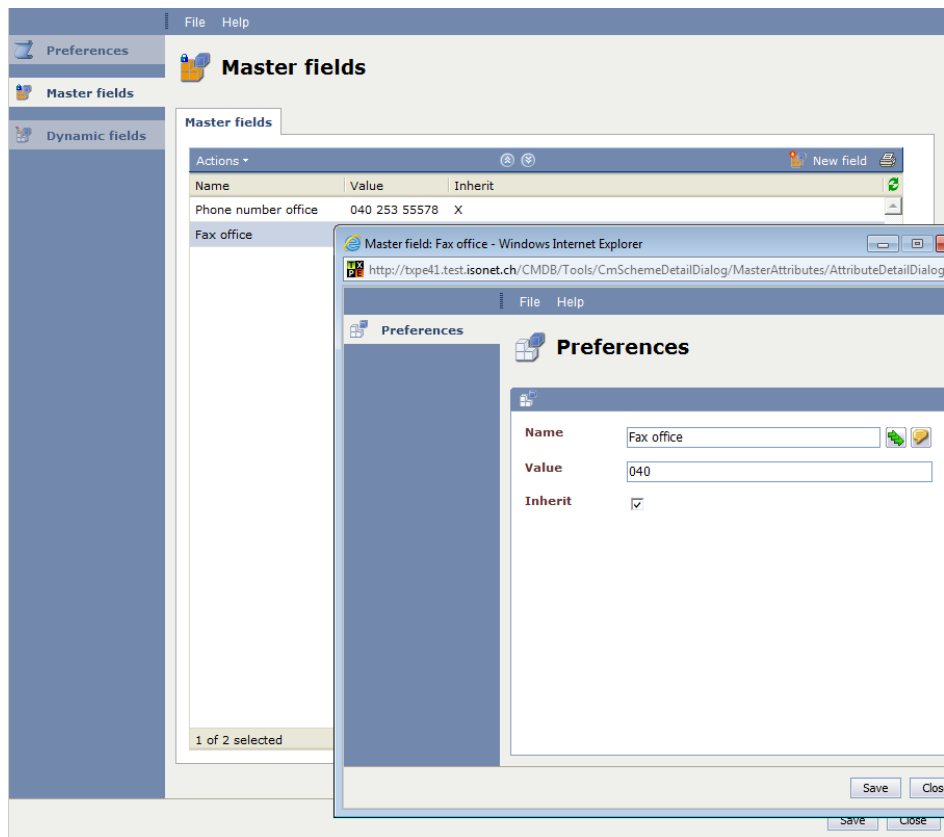 File Help
Preferences
Master fields
Master fields
Dynamic fields
Master fields
Actions New field
Name Value Inherit
Phone number office 040 253 55578 X
Fax office
Master field: Fax office - Windows Internet Explorer
http://txpe41.test.isonet.ch/CMDB/Tools/CmSchemeDetailDialog/MasterAttributes/AttributeDetailDialog
File Help
Preferences
Preferences
Name Fax office
Value 040
Inherit
1 of 2 selected
Save Clos
Save Close